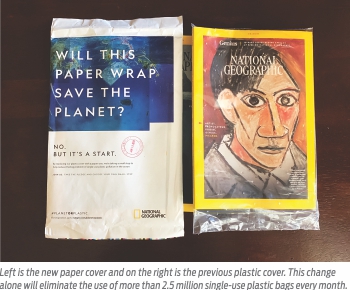 WILL THIS
PAPER WRAP
SAVE THE
PLANET?
NO.
BUT IT'S A START.
NATIONAL
GEOGRAPHIC
Genius
NATIONAL
GEOGRAPHIC
Left is the new paper cover and on the right is the previous plastic cover. This change
alone will eliminate the use of more than 2.5 million single-use plastic bags every month.